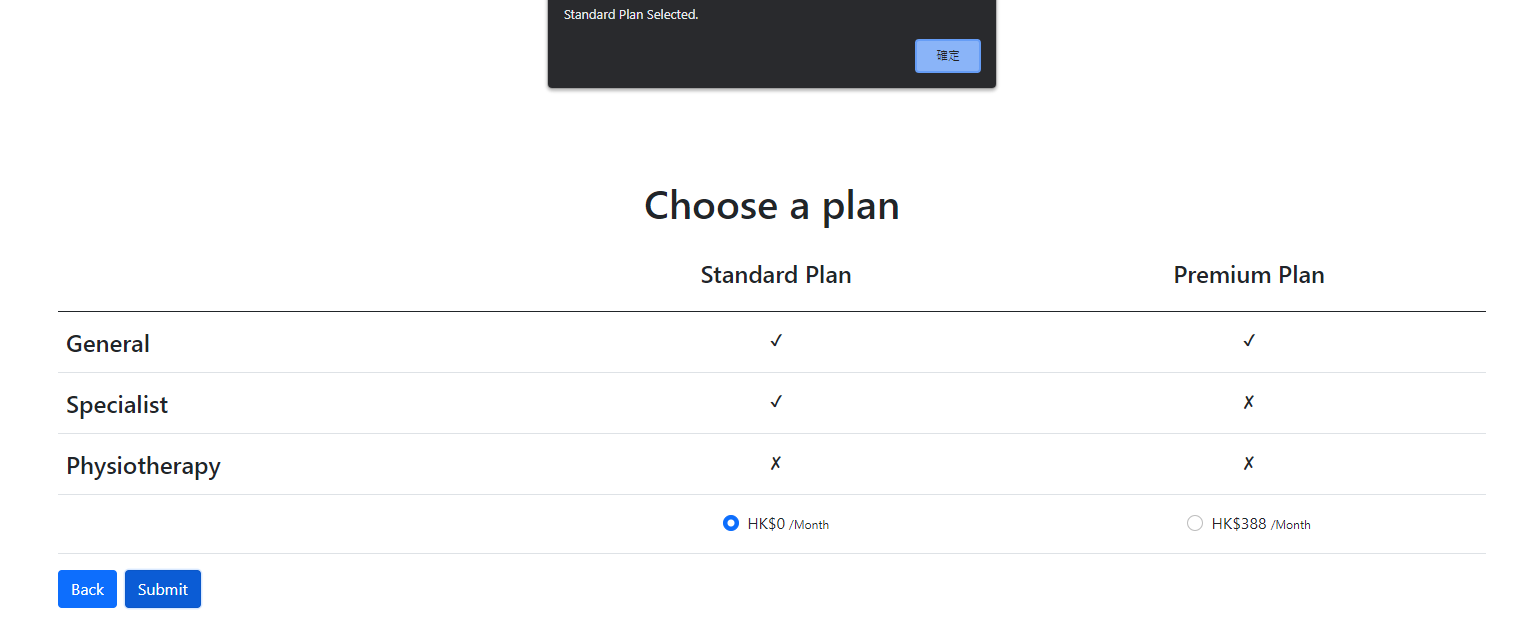 Standard Plan Selected.
確定
Choose a plan
Standard Plan Premium Plan
General ✓ ✓
Specialist ✓ ✗
Physiotherapy ✗ ✗
HK$0 /Month HK$388 /Month
Back Submit